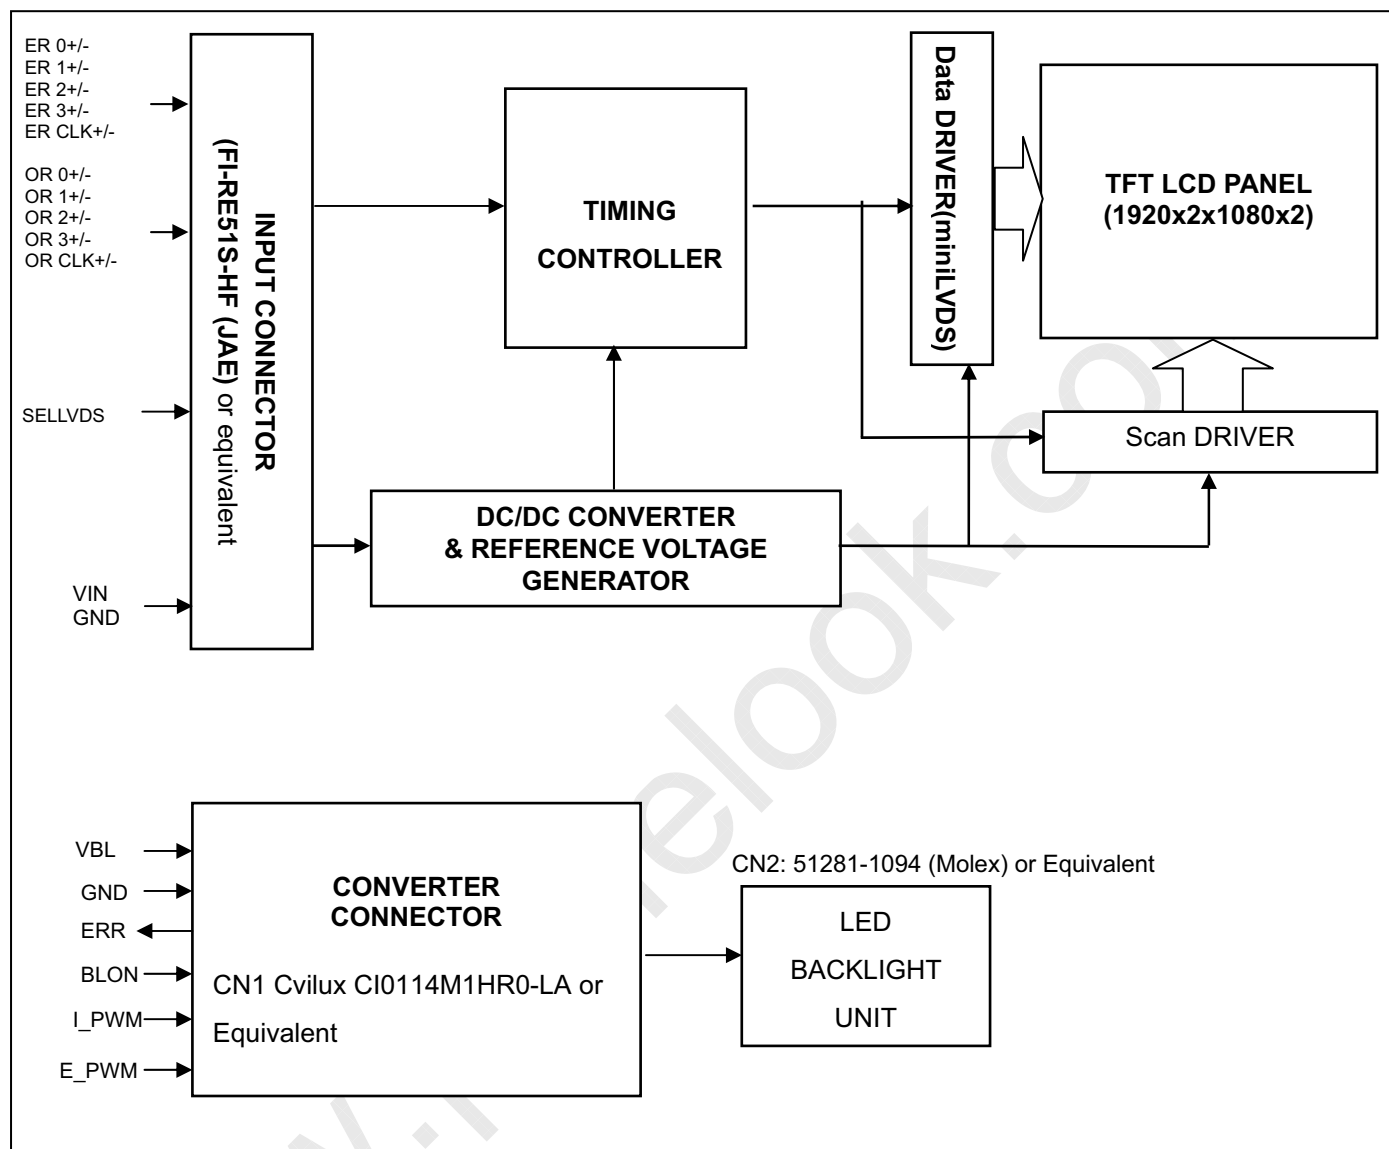 ER 0+/-
ER 1+/-
ER 2+/-
ER 3+/-
ER CLK+/-
OR 0+/-
OR 1+/-
OR 2+/-
OR 3+/-
OR CLK+/-
SELLVDS
VIN
GND
INPUT CONNECTOR
(FI-RE51S-HF (JAE) or equivalent
TIMING
CONTROLLER
Data DRIVER(miniLVDS)
TFT LCD PANEL
(1920x2x1080x2)
Scan DRIVER
DC/DC CONVERTER
& REFERENCE VOLTAGE
GENERATOR
VBL
GND
ERR
BLON
I_PWM
E_PWM
CONVERTER
CONNECTOR
CN1 Cvilux CI0114M1HR0-LA or
Equivalent
CN2: 51281-1094 (Molex) or Equivalent
LED
BACKLIGHT
UNIT